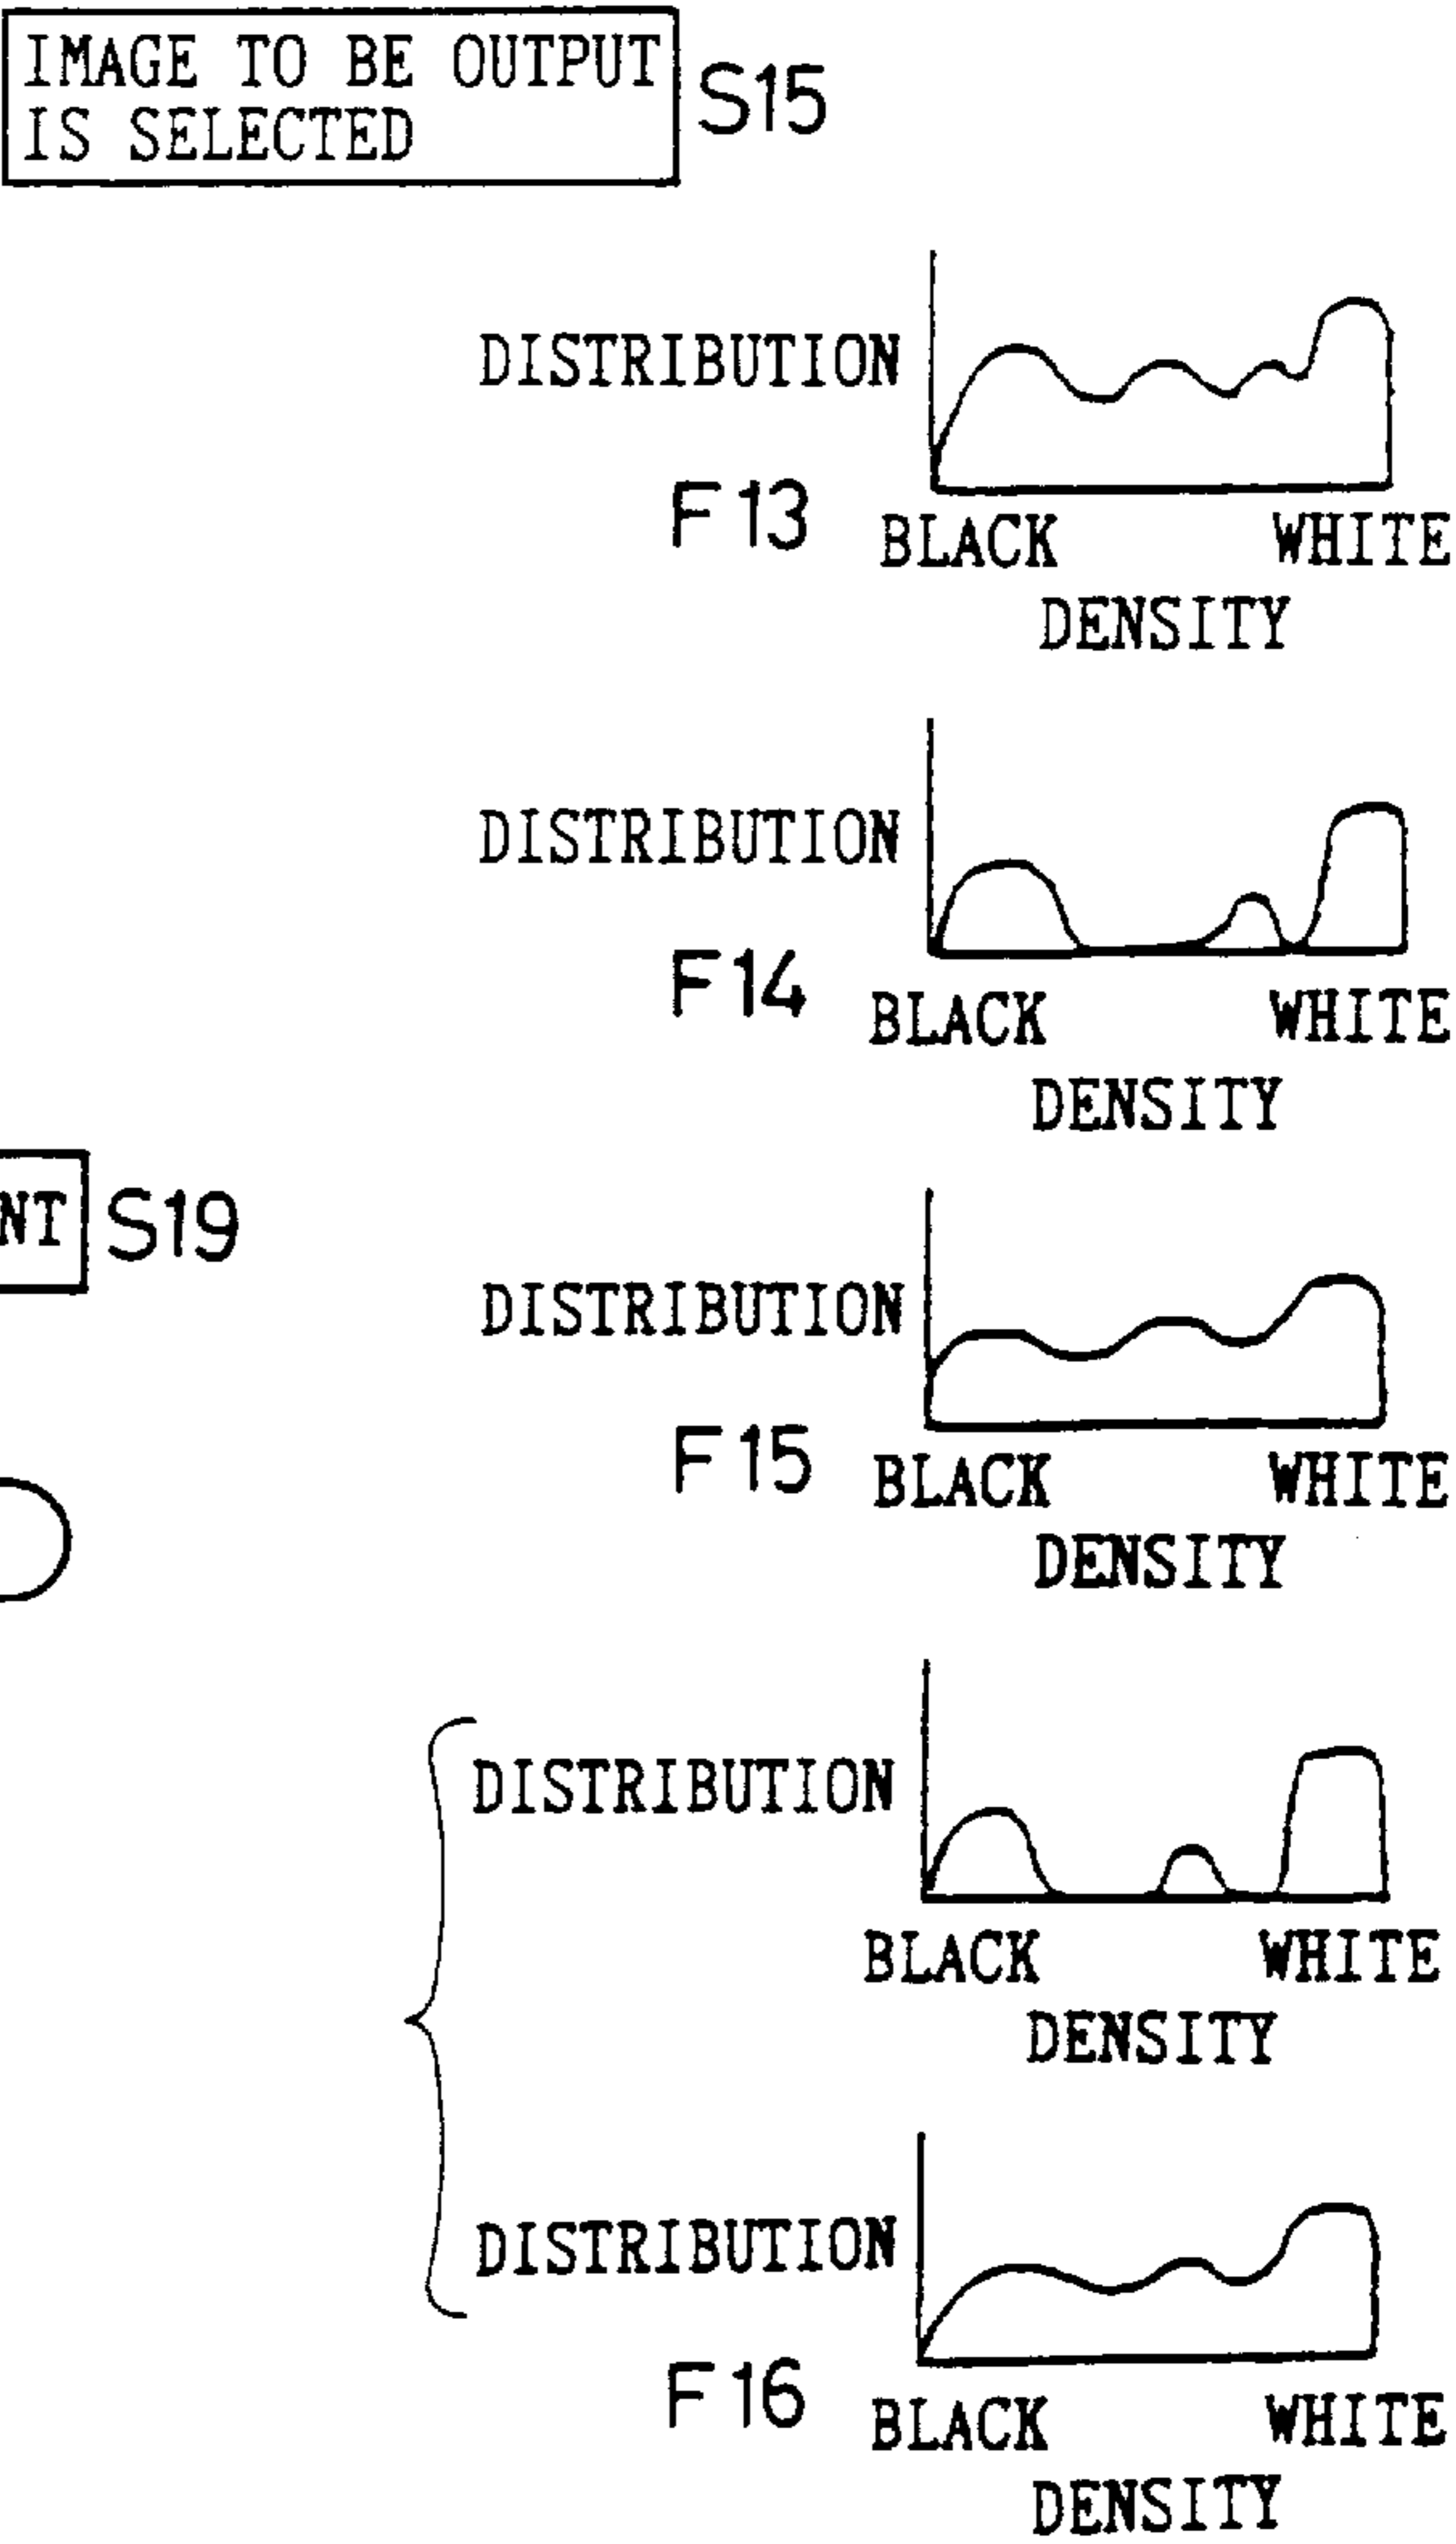 IMAGE TO BE OUTPUT
IS SELECTED
S15
DISTRIBUTION
F13
BLACK WHITE
DENSITY
DISTRIBUTION
F14
BLACK WHITE
DENSITY
NT
S19
DISTRIBUTION
F15
BLACK WHITE
DENSITY
DISTRIBUTION
BLACK WHITE
DENSITY
DISTRIBUTION
F16
BLACK WHITE
DENSITY